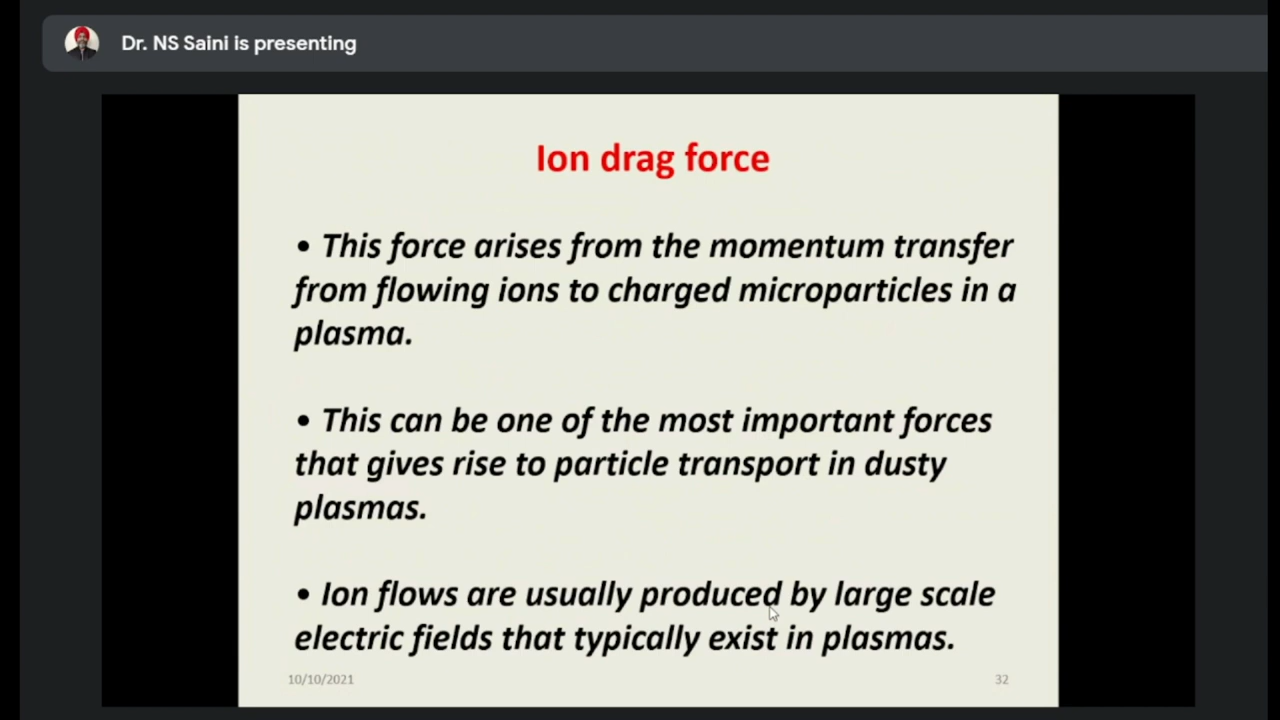 Dr. NS Saini is presenting
Ion drag force
• This force arises from the momentum transfer
from flowing ions to charged microparticles in a
plasma.
• This can be one of the most important forces
that gives rise to particle transport in dusty
plasmas.
• Ion flows are usually produced by large scale
electric fields that typically exist in plasmas.
10/10/2021
32